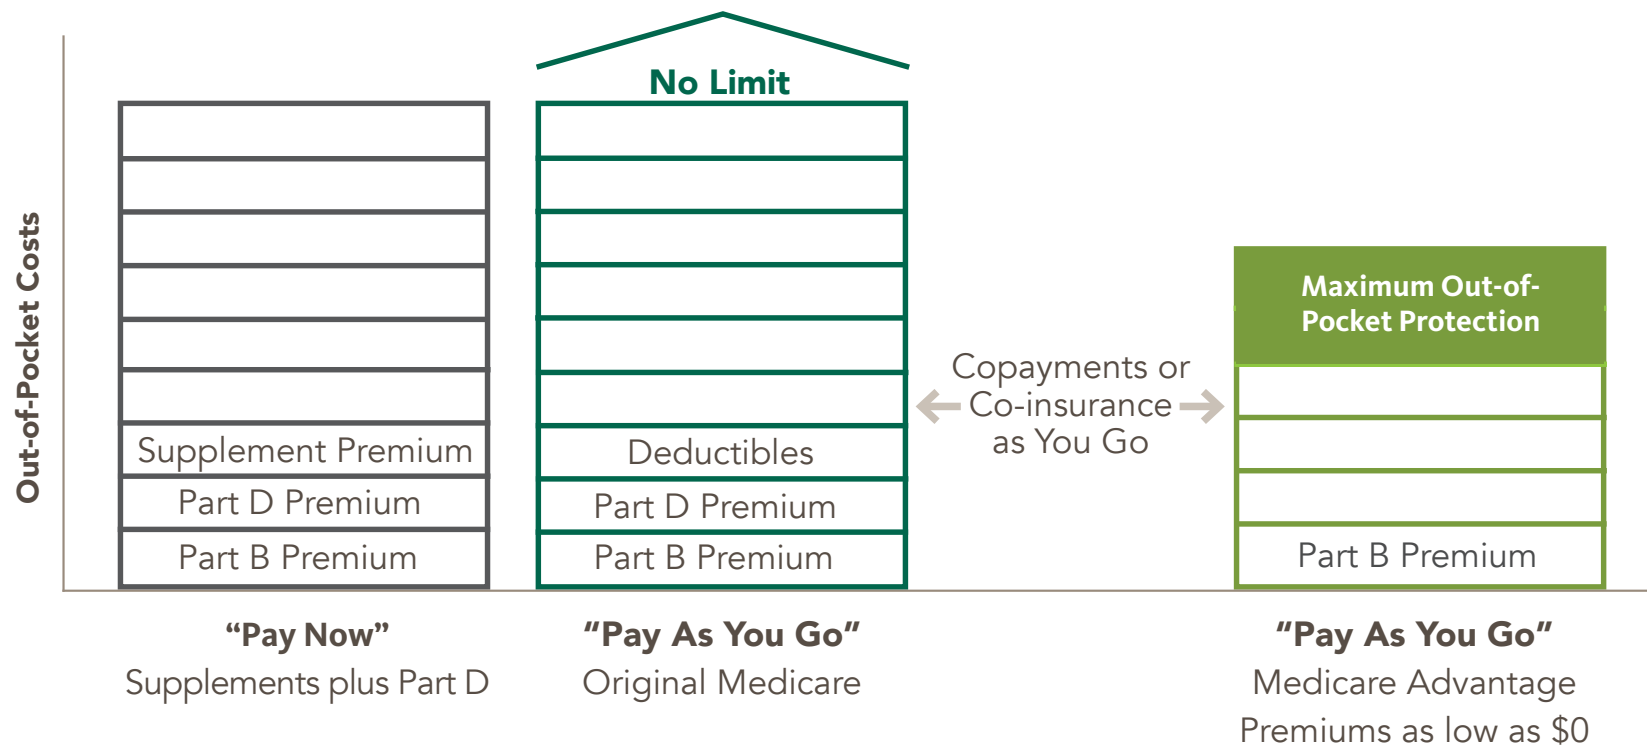 Out-of-Pocket Costs
Supplement Premium
Part D Premium
Part B Premium
“Pay Now”
Supplements plus Part D
No Limit
Deductibles
Part D Premium
Part B Premium
“Pay As You Go”
Original Medicare
Copayments or
Co-insurance
as You Go
Maximum Out-of-
Pocket Protection
Part B Premium
“Pay As You Go”
Medicare Advantage
Premiums as low as $0